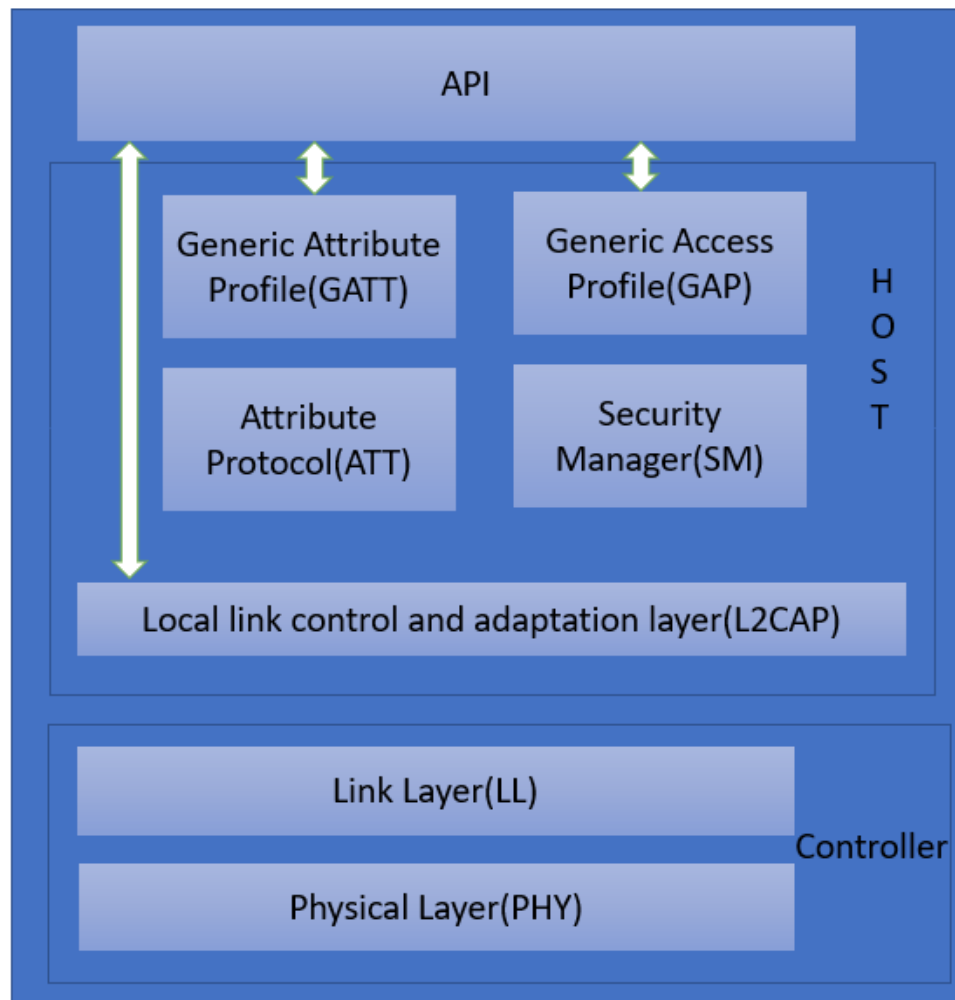 API
Generic Attribute
Profile(GATT)
Generic Access
Profile(GAP)
H
O
S
T
Attribute
Protocol(ATT)
Security
Manager(SM)
Local link control and adaptation layer(L2CAP)
Link Layer(LL)
Controller
Physical Layer(PHY)